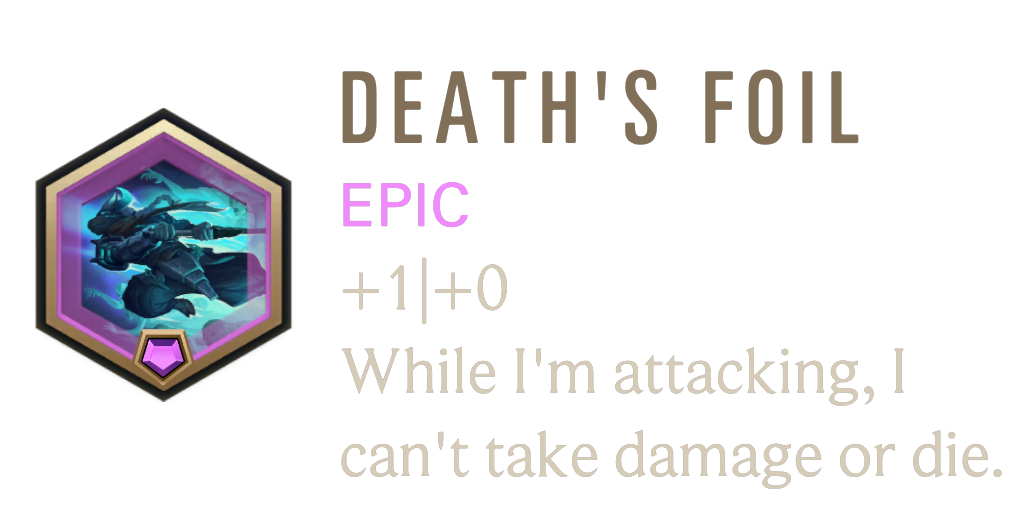 DEATH'S FOIL
EPIC
+1|+0
While I'm attacking, I
can't take damage or die.